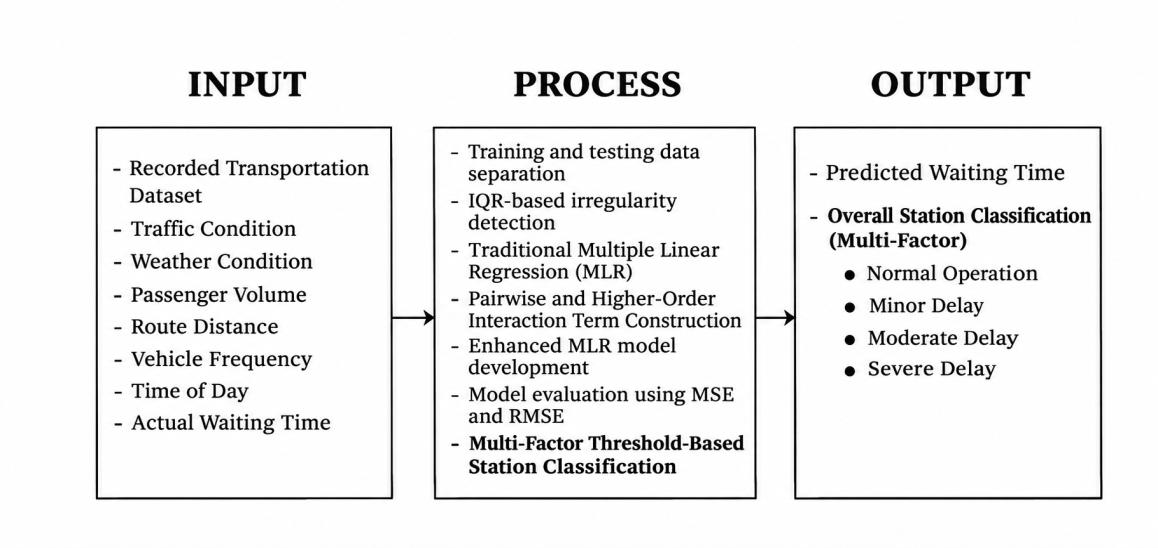 INPUT
- Recorded Transportation
Dataset
- Traffic Condition
- Weather Condition
- Passenger Volume
- Route Distance
- Vehicle Frequency
- Time of Day
- Actual Waiting Time
PROCESS
- Training and testing data
separation
- IQR-based irregularity
detection
- Traditional Multiple Linear
Regression (MLR)
- Pairwise and Higher-Order
Interaction Term Construction
- Enhanced MLR model
development
- Model evaluation using MSE
and RMSE
- Multi-Factor Threshold-Based
Station Classification
OUTPUT
- Predicted Waiting Time
- Overall Station Classification
(Multi-Factor)
● Normal Operation
● Minor Delay
● Moderate Delay
● Severe Delay